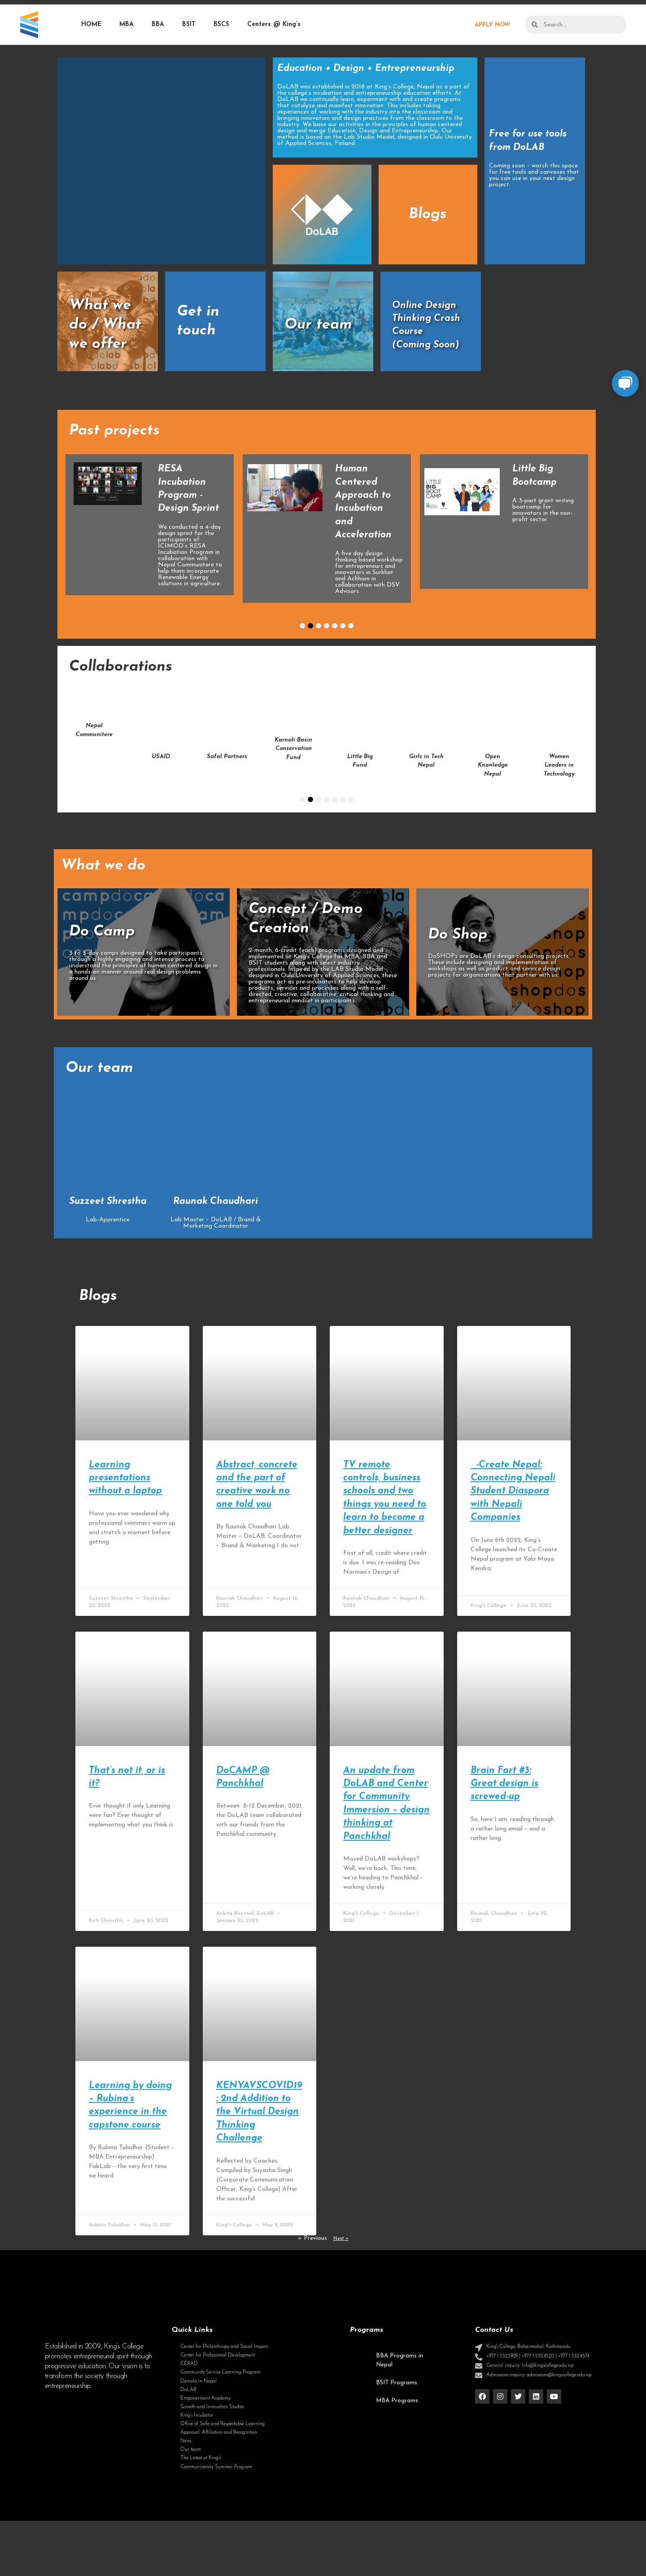 HOME MBA BBA BSIT BSCS Centers @ King's APPLY NOW Search...
Education + Design + Entrepreneurship
DoLAB was established in 2018 at King's College, Nepal as a part of
the college's incubation and entrepreneurship education efforts. At
DoLAB we continually learn, experiment with and create programs
that catalyze and manifest innovation. This includes taking
experiences of working with the industry into the classroom and
bringing innovation and design practices from the classroom to the
industry. We base our activities in the principles of human centered
design and merge Education, Design and Entrepreneurship. Our
method is based on the Lab Studio Model, designed in Oulu University
of Applied Sciences, Finland.
Free for use tools
from DoLAB
Coming soon – watch this space
for free tools and canvases that
you can use in your next design
project.
DoLAB
Blogs
What we
do / What
we offer
Get in
touch
Our team
Online Design
Thinking Crash
Course
(Coming Soon)
Past projects
RESA
Incubation
Program -
Design Sprint
We conducted a 4-day
design sprint for the
participants of
ICIMOD's RESA
Incubation Program in
collaboration with
Nepal Communitere to
help them incorporate
Renewable Energy
solutions in agriculture.
Human
Centered
Approach to
Incubation
and
Acceleration
A five day design
thinking based workshop
for entrepreneurs and
innovators in Surkhet
and Achham in
collaboration with DSV
Advisors.
LITTLE
BIG
BOOT
CAMP
Little Big
Bootcamp
A 3-part grant writing
bootcamp for
innovators in the non-
profit sector.
Collaborations
Nepal
Communitere
USAID
Safal Partners
Karnali Basin
Conservation
Fund
Little Big
Fund
Girls in Tech
Nepal
Open
Knowledge
Nepal
Women
Leaders in
Technology
What we do
Do Camp
3 to 5-day camps designed to take participants
through a highly engaging and intense process to
understand the principles of human centered design in
a hands-on manner around real design problems
around us.
Concept / Demo
Creation
2-month, 6-credit (each) programs designed and
implemented at King's College for MBA, BBA and
BSIT students along with select industry
professionals. Inspired by the LAB Studio Model
designed in Oulu University of Applied Sciences, these
programs act as pre-incubators to help develop
products, services and processes along with a self-
directed, creative, collaborative, critical thinking and
entrepreneurial mindset in participants.
Do Shop
DoSHOPs are DoLAB's design consulting projects.
These include designing and implementation of
workshops as well as product and service design
projects for organizations that partner with us.
Our team
Suzzeet Shrestha
Lab-Apprentice
Raunak Chaudhari
Lab Master – DoLAB / Brand &
Marketing Coordinator
Blogs
Learning
presentations
without a laptop
Have you ever wondered why
professional swimmers warm up
and stretch a moment before
getting
Suzzeet Shrestha • September
20, 2022
Abstract, concrete
and the part of
creative work no
one told you
By Raunak Chaudhari Lab
Master – DoLAB, Coordinator
– Brand & Marketing I do not
Raunak Chaudhari • August 16,
2022
TV remote
controls, business
schools and two
things you need to
learn to become a
better designer
First of all, credit where credit
is due. I was re-reading Don
Norman's Design of
Raunak Chaudhari • August 15,
2022
-Create Nepal:
Connecting Nepali
Student Diaspora
with Nepali
Companies
On June 6th 2022, King's
College launched its Co-Create
Nepal program at Yala Maya
Kendra,
King's College • June 23, 2022
That's not it, or is
it?
Ever thought if only Learning
were fun? Ever thought of
implementing what you think is
Kirti Shrestha • June 20, 2022
DoCAMP @
Panchkhal
Between 8-12 December, 2021,
the DoLAB team collaborated
with our friends from the
Panchkhal community
Ankita Bhetwal, DoLAB •
January 25, 2022
An update from
DoLAB and Center
for Community
Immersion – design
thinking at
Panchkhal
Missed DoLAB workshops?
Well, we're back. This time,
we're heading to Panchkhal –
working closely
King's College • December 1,
2021
Brain Fart #3:
Great design is
screwed-up
So, here I am, reading through
a rather long email – and a
rather long
Raunak Chaudhari • June 30,
2021
Learning by doing
– Rubina's
experience in the
capstone course
By Rubina Tuladhar (Student –
MBA Entrepreneurship)
FabLab – the very first time
we heard
Rubina Tuladhar • May 13, 2021
KENYAVSCOVID19
: 2nd Addition to
the Virtual Design
Thinking
Challenge
Reflected by Coaches,
Compiled by Suyasha Singh
(Corporate Communication
Officer, King's College) After
the successful
King's College • May 8, 2020
« Previous Next »
Established in 2009, King's College
promotes entrepreneurial spirit through
progressive education. Our vision is to
transform the society through
entrepreneurship.
Quick Links
Center for Philanthropy and Social Impact
Center for Professional Development
CERAD
Community Service Learning Program
Demola in Nepal
DoLAB
Empowerment Academy
Growth and Innovation Studies
King's Incubator
Office of Safe and Respectable Learning
Approval, Affiliation and Recognition
News
Our team
The Latest at King's
Communiversity Summer Program
Programs
BBA Programs in
Nepal
BSIT Programs
MBA Programs
Contact Us
King's College, Babarmahal, Kathmandu
+977 1 5325909 | +977 1 5324520 | +977 1 5324574
General inquiry: info@kingscollege.edu.np
Admission inquiry: admission@kingscollege.edu.np